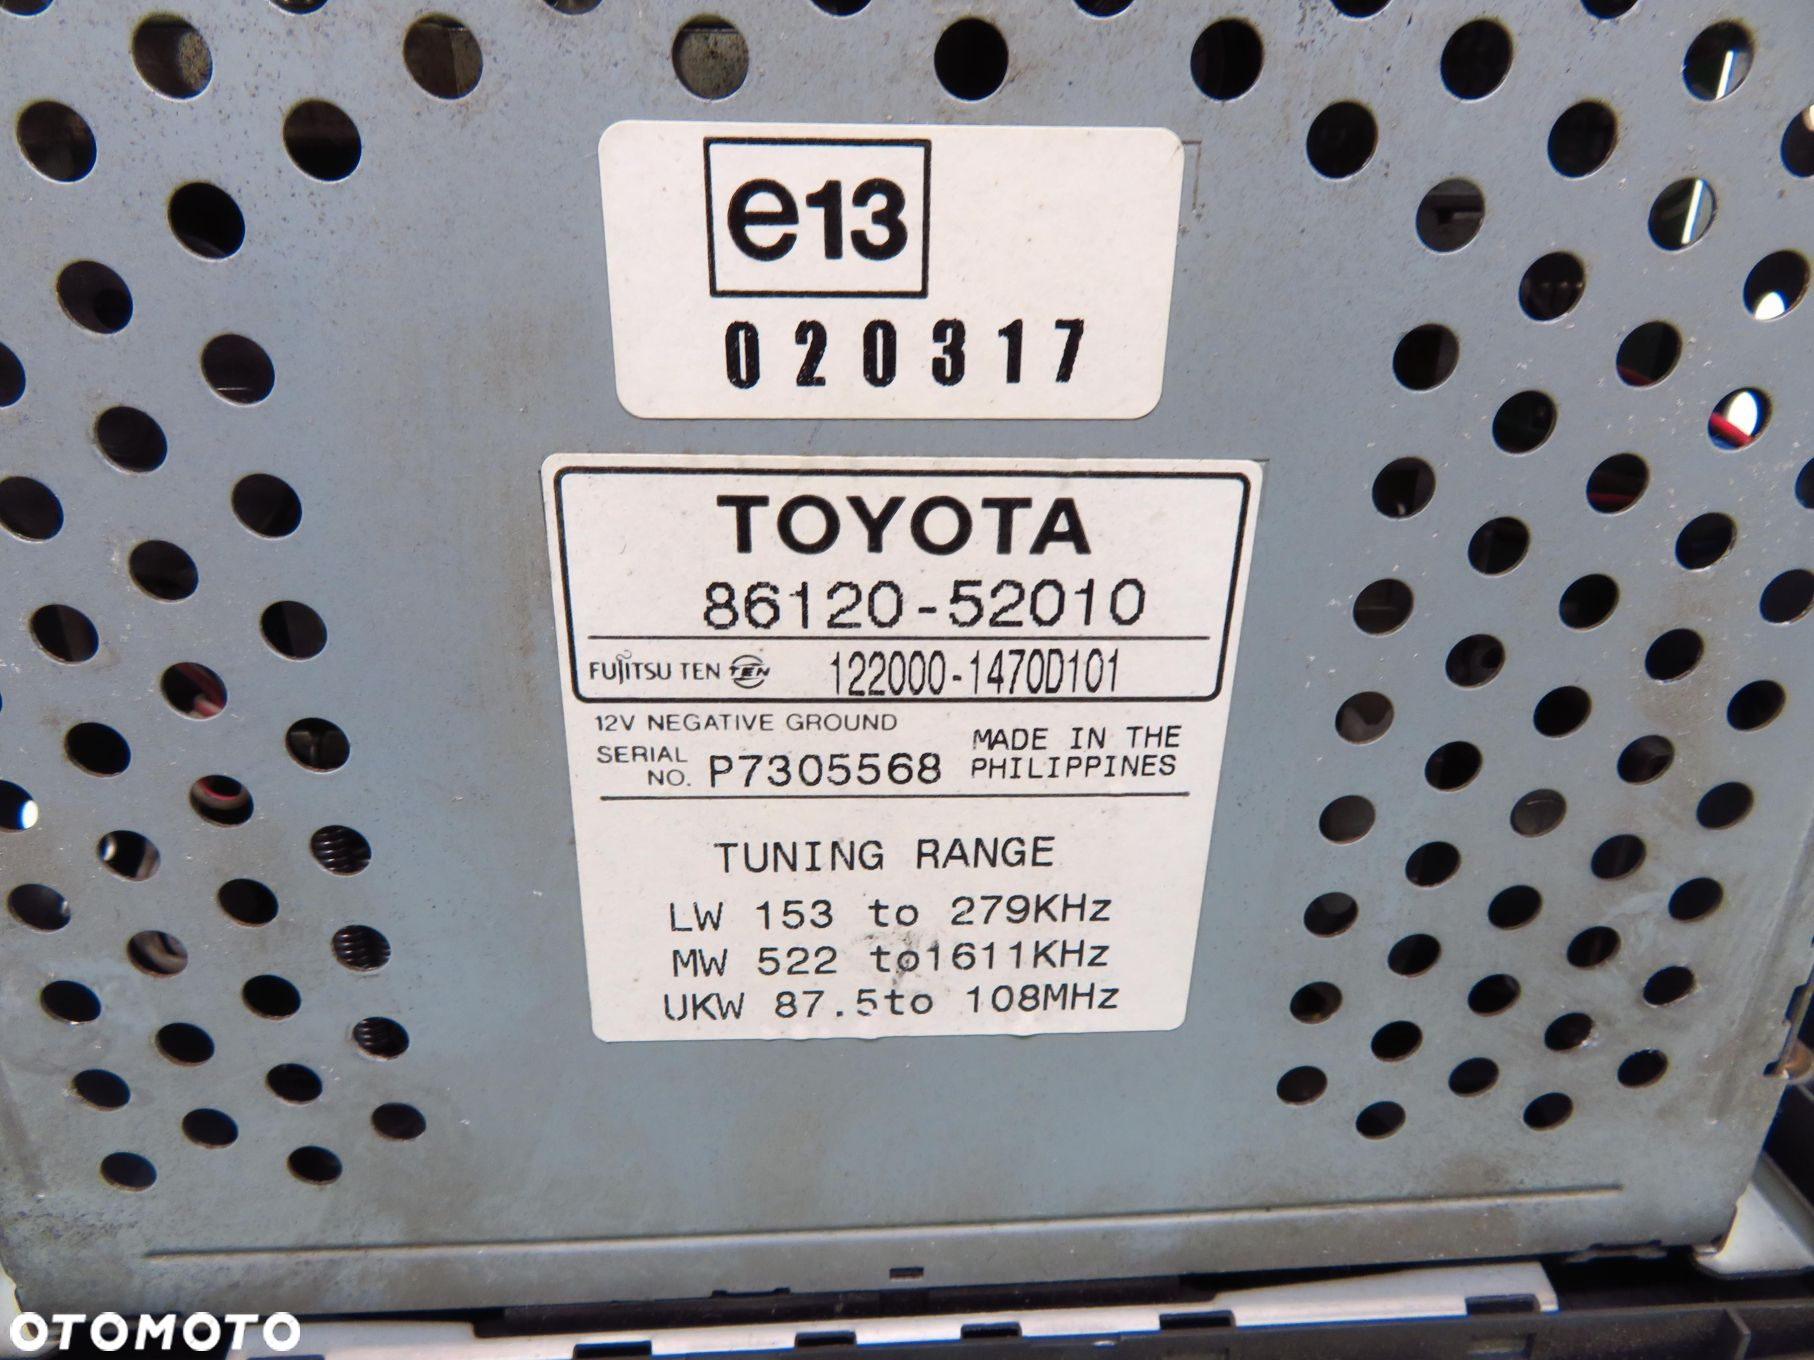 e13
020317
TOYOTA
86120-52010
FUJITSU TEN TEN 122000-1470D101
12V NEGATIVE GROUND
SERIAL NO. P7305568
MADE IN THE
PHILIPPINES
TUNING RANGE
LW 153 to 279KHz
MW 522 to1611KHz
UKW 87.5to 108MHz
OTOMOTO